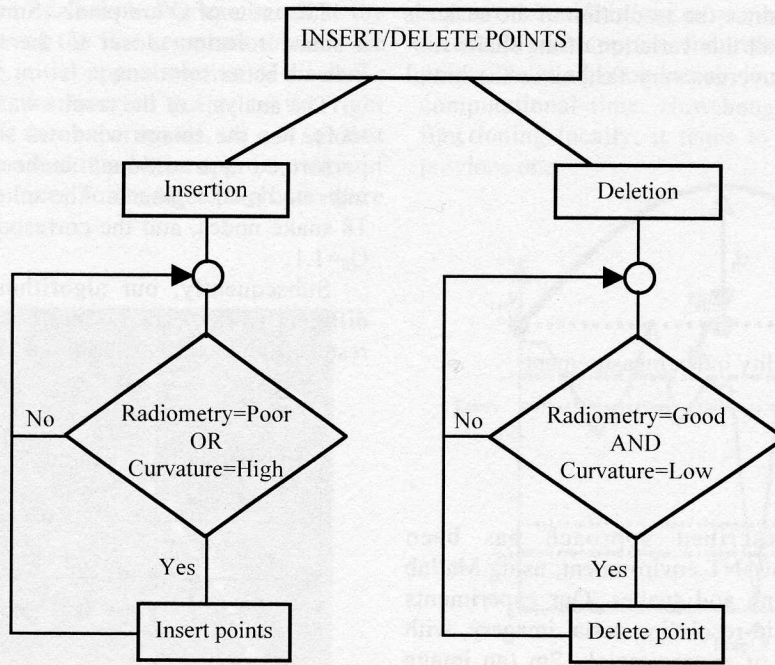 INSERT/DELETE POINTS
Insertion
Deletion
No
Radiometry=Poor
OR
Curvature=High
Yes
Insert points
No
Radiometry=Good
AND
Curvature=Low
Yes
Delete point